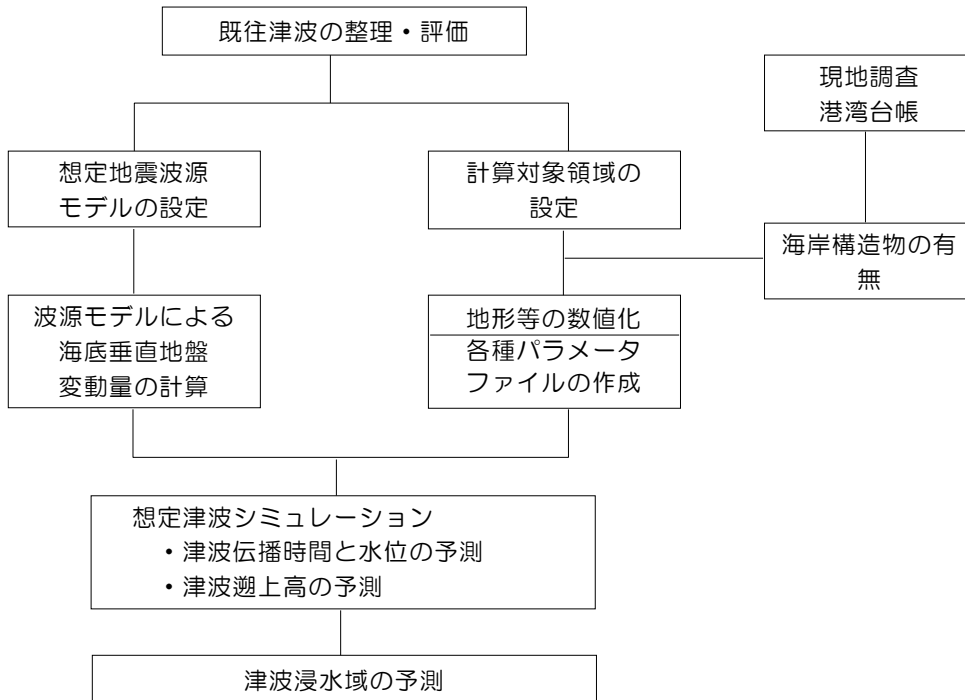 既往津波の整理・評価
現地調査
港湾台帳
想定地震波源
モデルの設定
計算対象領域の
設定
海岸構造物の有
無
波源モデルによる
海底垂直地盤
変動量の計算
地形等の数値化
各種パラメータ
ファイルの作成
想定津波シミュレーション
・津波伝播時間と水位の予測
・津波遡上高の予測
津波浸水域の予測